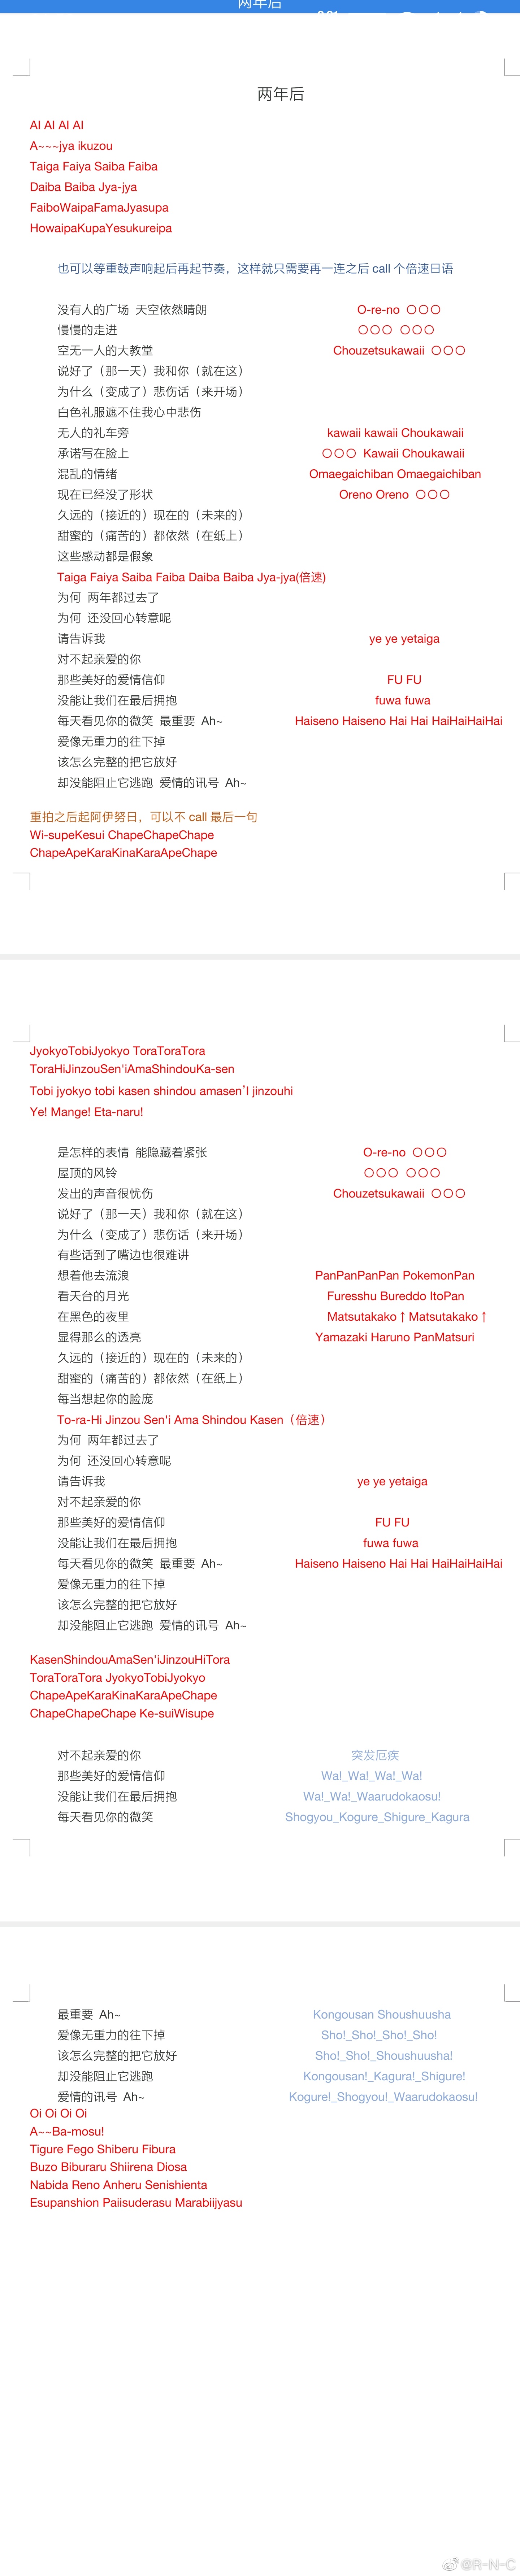 两年后
两年后
AI AI AI AI
A~~~jya ikuzou
Taiga Faiya Saiba Faiba
Daiba Baiba Jya-jya
FaiboWaipaFamaJyasupa
HowaipaKupaYesukureipa
也可以等重鼓声响起后再起节奏，这样就只需要再一连之后 call 个倍速日语
没有人的广场 天空依然晴朗 O-re-no 〇〇〇
慢慢的走进 〇〇〇 〇〇〇
空无一人的大教堂 Chouzetsukawaii 〇〇〇
说好了（那一天）我和你（就在这）
为什么（变成了）悲伤话（来开场）
白色礼服遮不住我心中悲伤
无人的礼车旁 kawaii kawaii Choukawaii
承诺写在脸上 〇〇〇 Kawaii Choukawaii
混乱的情绪 Omaegaichiban Omaegaichiban
现在已经没了形状 Oreno Oreno 〇〇〇
久远的（接近的）现在的（未来的）
甜蜜的（痛苦的）都依然（在纸上）
这些感动都是假象
Taiga Faiya Saiba Faiba Daiba Baiba Jya-jya(倍速)
为何 两年都过去了
为何 还没回心转意呢
请告诉我 ye ye yetaiga
对不起亲爱的你
那些美好的爱情信仰 FU FU
没能让我们在最后拥抱 fuwa fuwa
每天看见你的微笑 最重要 Ah~ Haiseno Haiseno Hai Hai HaiHaiHaiHai
爱像无重力的往下掉
该怎么完整的把它放好
却没能阻止它逃跑 爱情的讯号 Ah~
重拍之后起阿伊努日，可以不 call 最后一句
Wi-supeKesui ChapeChapeChape
ChapeApeKaraKinaKaraApeChape
JyokyoTobiJyokyo ToraToraTora
ToraHiJinzouSen'iAmaShindouKa-sen
Tobi jyokyo tobi kasen shindou amasen'I jinzouhi
Ye! Mange! Eta-naru!
是怎样的表情 能隐藏着紧张 O-re-no 〇〇〇
屋顶的风铃 〇〇〇 〇〇〇
发出的声音很忧伤 Chouzetsukawaii 〇〇〇
说好了（那一天）我和你（就在这）
为什么（变成了）悲伤话（来开场）
有些话到了嘴边也很难讲
想着他去流浪 PanPanPanPan PokemonPan
看天台的月光 Furesshu Bureddo ItoPan
在黑色的夜里 Matsutakako↑Matsutakako↑
显得那么的透亮 Yamazaki Haruno PanMatsuri
久远的（接近的）现在的（未来的）
甜蜜的（痛苦的）都依然（在纸上）
每当想起你的脸庞
To-ra-Hi Jinzou Sen'i Ama Shindou Kasen（倍速）
为何 两年都过去了
为何 还没回心转意呢
请告诉我 ye ye yetaiga
对不起亲爱的你
那些美好的爱情信仰 FU FU
没能让我们在最后拥抱 fuwa fuwa
每天看见你的微笑 最重要 Ah~ Haiseno Haiseno Hai Hai HaiHaiHaiHai
爱像无重力的往下掉
该怎么完整的把它放好
却没能阻止它逃跑 爱情的讯号 Ah~
KasenShindouAmaSen'iJinzouHiTora
ToraToraTora JyokyoTobiJyokyo
ChapeApeKaraKinaKaraApeChape
ChapeChapeChape Ke-suiWisupe
对不起亲爱的你 突发厄疾
那些美好的爱情信仰 Wa!_Wa!_Wa!_Wa!
没能让我们在最后拥抱 Wa!_Wa!_Waarudokaosu!
每天看见你的微笑 Shogyou_Kogure_Shigure_Kagura
最重要 Ah~ Kongousan Shoushuusha
爱像无重力的往下掉 Sho!_Sho!_Sho!_Sho!
该怎么完整的把它放好 Sho!_Sho!_Shoushuusha!
却没能阻止它逃跑 Kongousan!_Kagura!_Shigure!
爱情的讯号 Ah~ Kogure!_Shogyou!_Waarudokaosu!
Oi Oi Oi Oi
A~~Ba-mosu!
Tigure Fego Shiberu Fibura
Buzo Biburaru Shiirena Diosa
Nabida Reno Anheru Senishienta
Esupanshion Paiisuderasu Marabiijyasu
@R-N-C